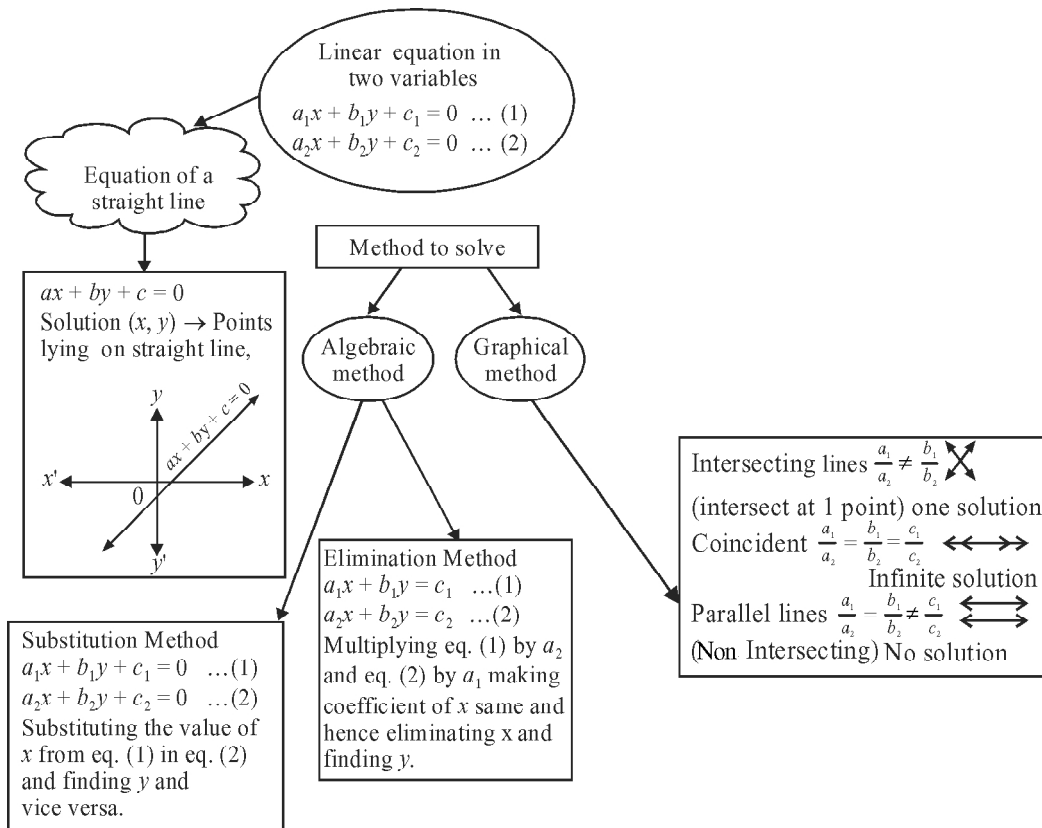 Linear equation in
two variables
a₁x + b₁y + c₁ = 0 … (1)
a₂x + b₂y + c₂ = 0 … (2)
Equation of a
straight line
Method to solve
ax + by + c = 0
Solution (x, y) → Points
lying on straight line,
y
ax + by + c = 0
x'
0
x
y'
Algebraic
method
Graphical
method
Intersecting lines a₁/a₂ ≠ b₁/b₂
(intersect at 1 point) one solution
Coincident a₁/a₂ = b₁/b₂ = c₁/c₂
Infinite solution
Parallel lines a₁/a₂ − b₁/b₂ ≠ c₁/c₂
(Non Intersecting) No solution
Elimination Method
a₁x + b₁y = c₁ …(1)
a₂x + b₂y = c₂ …(2)
Multiplying eq. (1) by a₂
and eq. (2) by a₁ making
coefficient of x same and
hence eliminating x and
finding y.
Substitution Method
a₁x + b₁y + c₁ = 0 …(1)
a₂x + b₂y + c₂ = 0 …(2)
Substituting the value of
x from eq. (1) in eq. (2)
and finding y and
vice versa.